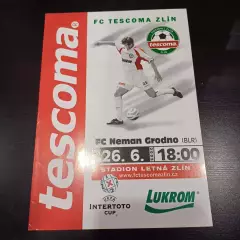 tescoma®
FC TESCOMA ZLÍN
tescoma
FC Neman Grodno (BLR)
26. 6. 18:00
STADION LETNÁ ZLÍN
www.fctescomazlin.cz
UEFA
INTERTOTO
CUP
LUKROM®